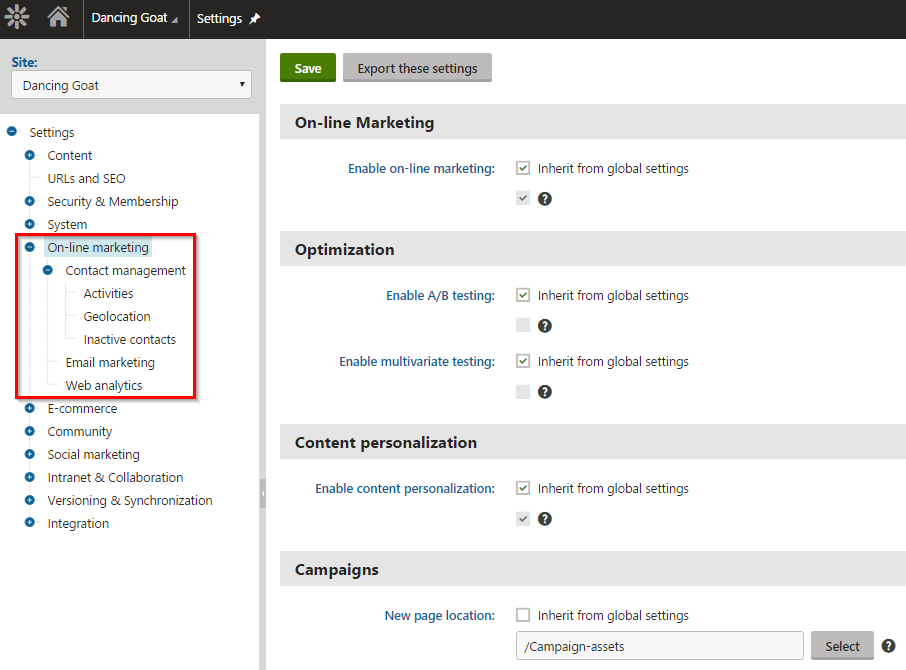 Dancing Goat
Settings
Site:
Dancing Goat
Settings
Content
URLs and SEO
Security & Membership
System
On-line marketing
Contact management
Activities
Geolocation
Inactive contacts
Email marketing
Web analytics
E-commerce
Community
Social marketing
Intranet & Collaboration
Versioning & Synchronization
Integration
Save
Export these settings
On-line Marketing
Enable on-line marketing:
Inherit from global settings
?
Optimization
Enable A/B testing:
Inherit from global settings
?
Enable multivariate testing:
Inherit from global settings
?
Content personalization
Enable content personalization:
Inherit from global settings
?
Campaigns
New page location:
Inherit from global settings
/Campaign-assets
Select
?